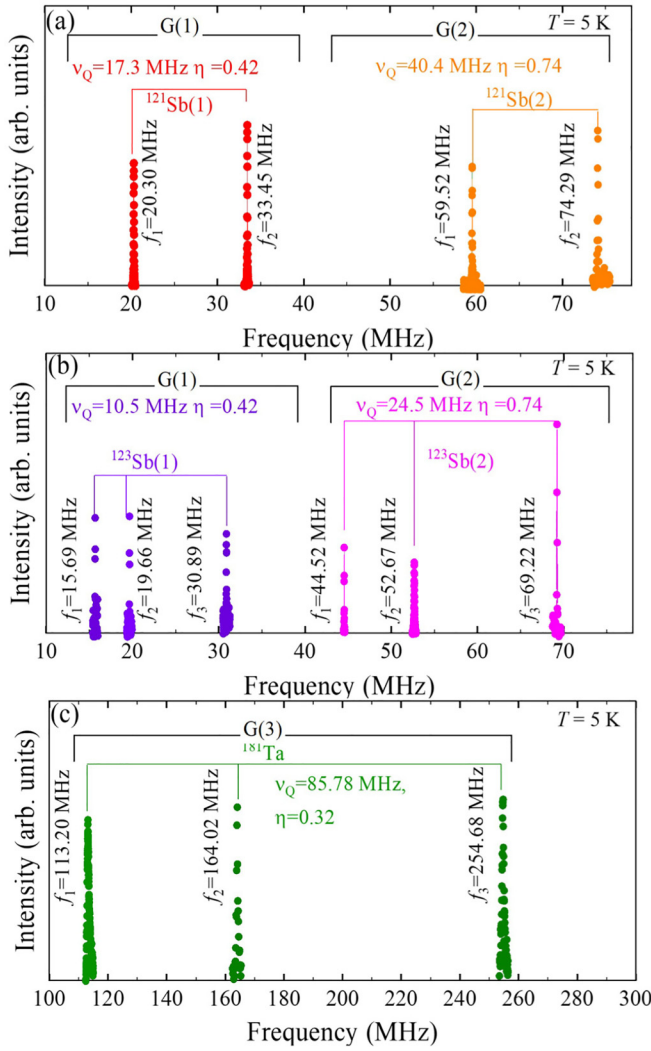 (a)
T = 5 K
G(1)
G(2)
ν_Q=17.3 MHz η =0.42
ν_Q=40.4 MHz η =0.74
¹²¹Sb(1)
¹²¹Sb(2)
f₁=20.30 MHz
f₂=33.45 MHz
f₁=59.52 MHz
f₂=74.29 MHz
Intensity (arb. units)
10 20 30 40 50 60 70
Frequency (MHz)
(b)
T = 5 K
G(1)
G(2)
ν_Q=10.5 MHz η =0.42
ν_Q=24.5 MHz η =0.74
¹²³Sb(1)
¹²³Sb(2)
f₁=15.69 MHz
f₂=19.66 MHz
f₃=30.89 MHz
f₁=44.52 MHz
f₂=52.67 MHz
f₃=69.22 MHz
Intensity (arb. units)
10 20 30 40 50 60 70
Frequency (MHz)
(c)
T = 5 K
G(3)
¹⁸¹Ta
ν_Q=85.78 MHz,
η=0.32
f₁=113.20 MHz
f₂=164.02 MHz
f₃=254.68 MHz
Intensity (arb. units)
100 120 140 160 180 200 220 240 260 280 300
Frequency (MHz)